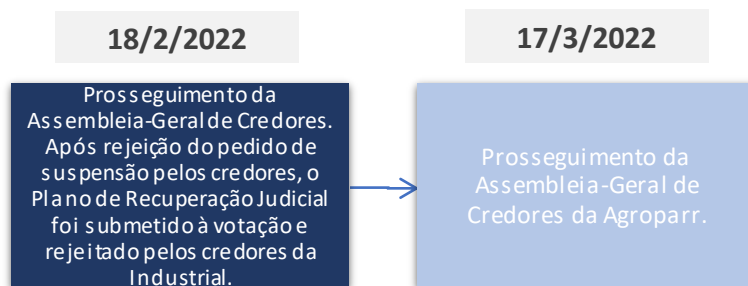 18/2/2022
17/3/2022
Prosseguimento da
Assembleia-Geral de Credores.
Após rejeição do pedido de
suspensão pelos credores, o
Plano de Recuperação Judicial
foi submetido à votação e
rejeitado pelos credores da
Industrial.
Prosseguimento da
Assembleia-Geral de
Credores da Agroparr.